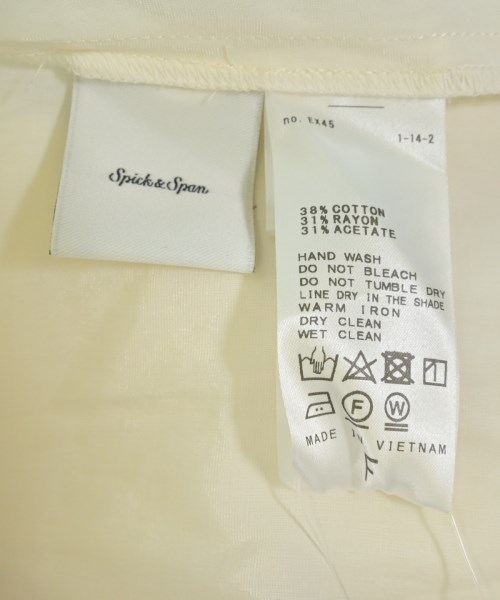 Spick & Span
no. EX45
1-14-2
38% COTTON
31% RAYON
31% ACETATE
HAND WASH
DO NOT BLEACH
DO NOT TUMBLE DRY
LINE DRY IN THE SHADE
WARM IRON
DRY CLEAN
WET CLEAN
F W
MADE IN VIETNAM